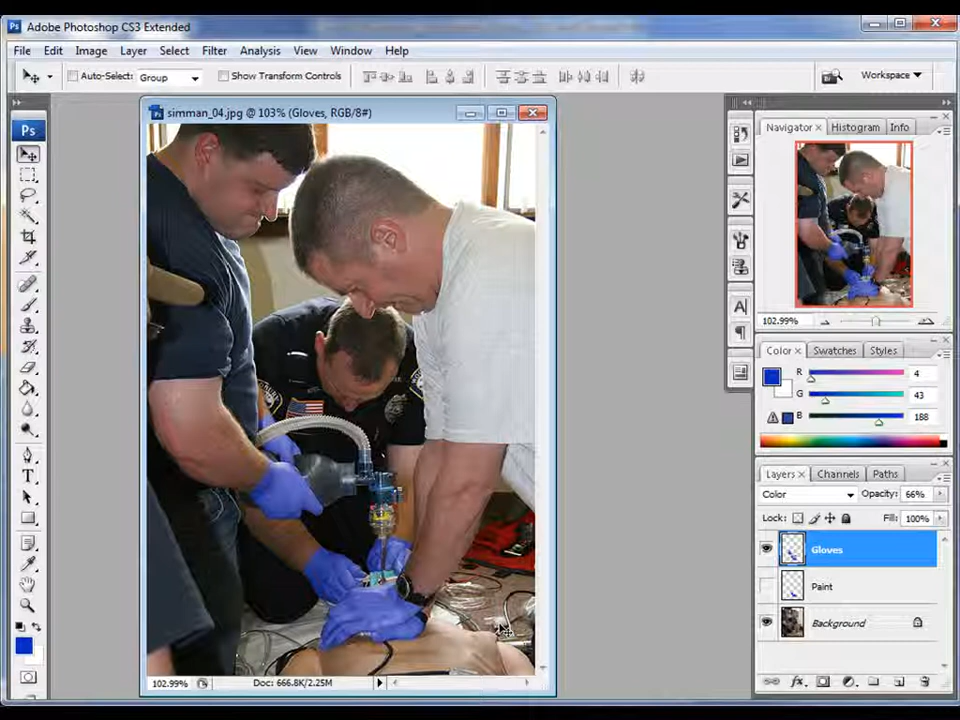 Ps Adobe Photoshop CS3 Extended
File Edit Image Layer Select Filter Analysis View Window Help
Auto-Select: Group Show Transform Controls Workspace
simman_04.jpg @ 103% (Gloves, RGB/8#)
Ps
Navigator × Histogram Info
102.99%
Color × Swatches Styles
R 4
G 43
B 188
Layers × Channels Paths
Color Opacity: 66%
Lock: Fill: 100%
Gloves
Paint
Background
102.99% Doc: 666.8K/2.25M